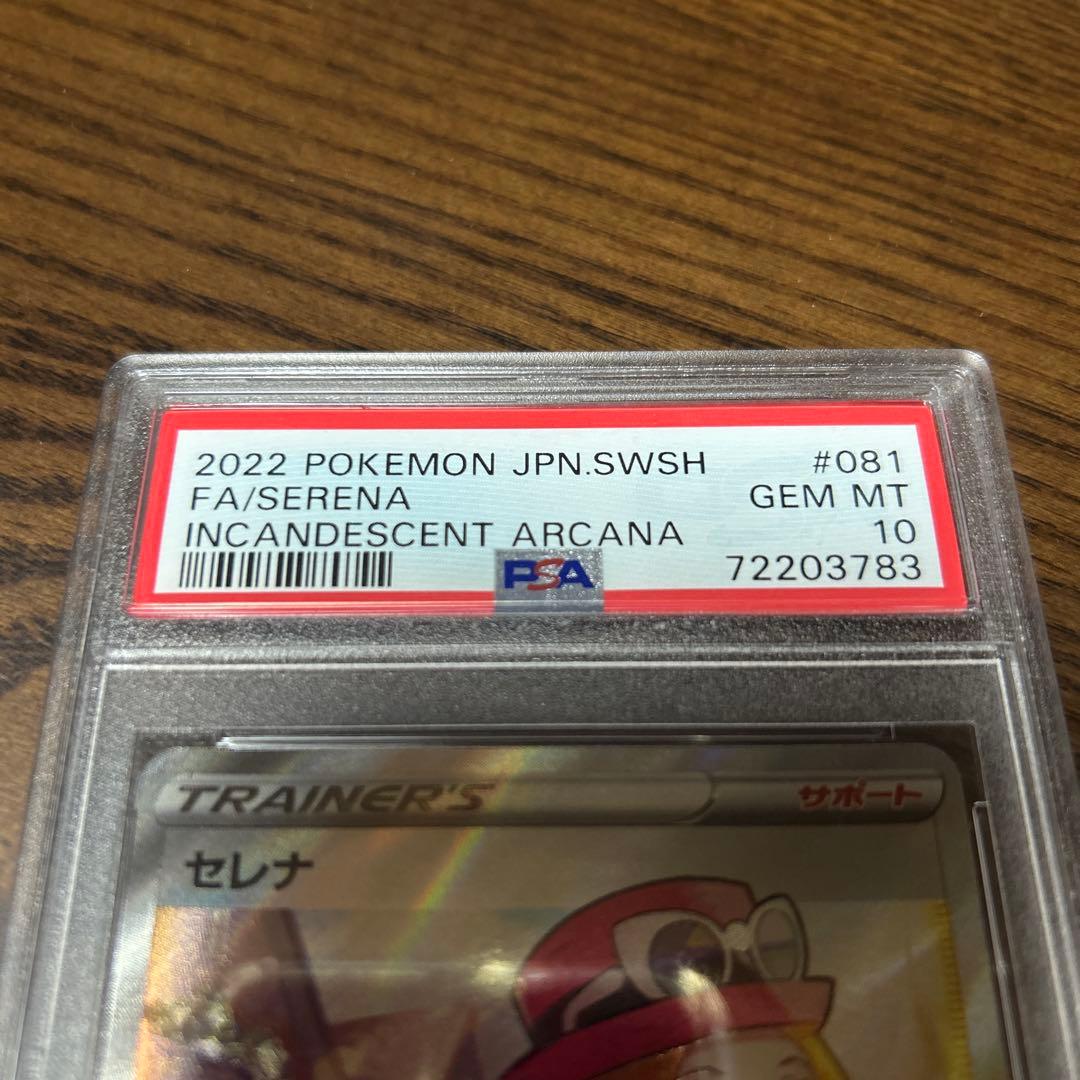 2022 POKEMON JPN.SWSH #081
FA/SERENA GEM MT
INCANDESCENT ARCANA 10
PSA 72203783
TRAINER'S サポート
セレナ